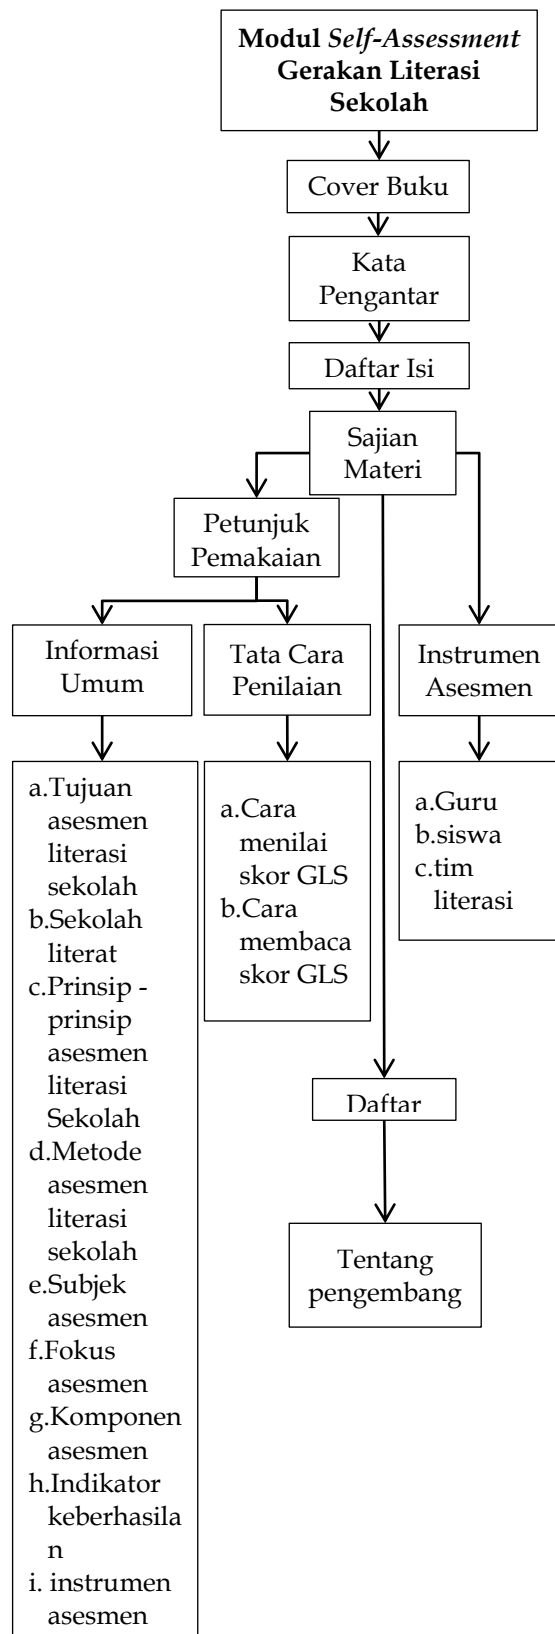 Modul Self-Assessment
Gerakan Literasi
Sekolah
Cover Buku
Kata
Pengantar
Daftar Isi
Sajian
Materi
Petunjuk
Pemakaian
Informasi
Umum
Tata Cara
Penilaian
Instrumen
Asesmen
a.Tujuan
asesmen
literasi
sekolah
b.Sekolah
literat
c.Prinsip -
prinsip
asesmen
literasi
Sekolah
d.Metode
asesmen
literasi
sekolah
e.Subjek
asesmen
f.Fokus
asesmen
g.Komponen
asesmen
h.Indikator
keberhasila
n
i. instrumen
asesmen
a.Cara
menilai
skor GLS
b.Cara
membaca
skor GLS
a.Guru
b.siswa
c.tim
literasi
Daftar
Tentang
pengembang